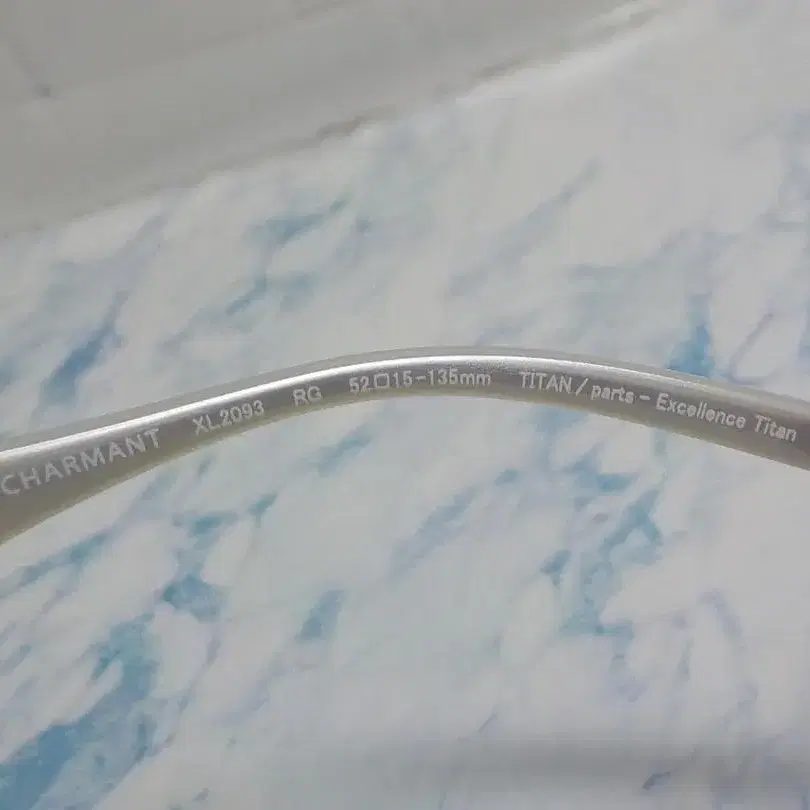 CHARMANT XL2093 RG 52□15-135mm TITAN / parts - Excellence Titan